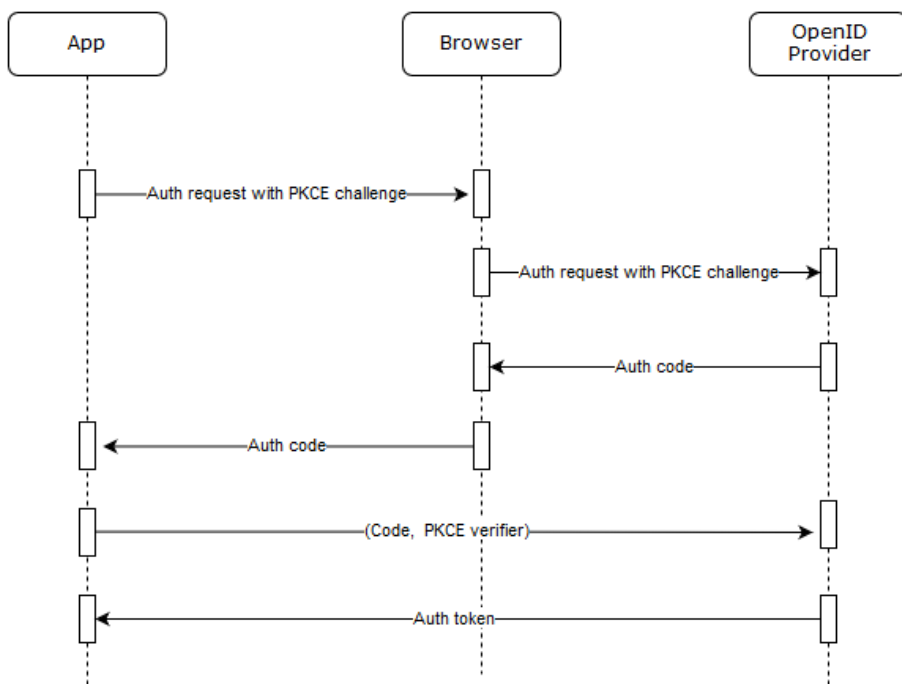 App
Browser
OpenID
Provider
Auth request with PKCE challenge
Auth request with PKCE challenge
Auth code
Auth code
(Code,  PKCE verifier)
Auth token